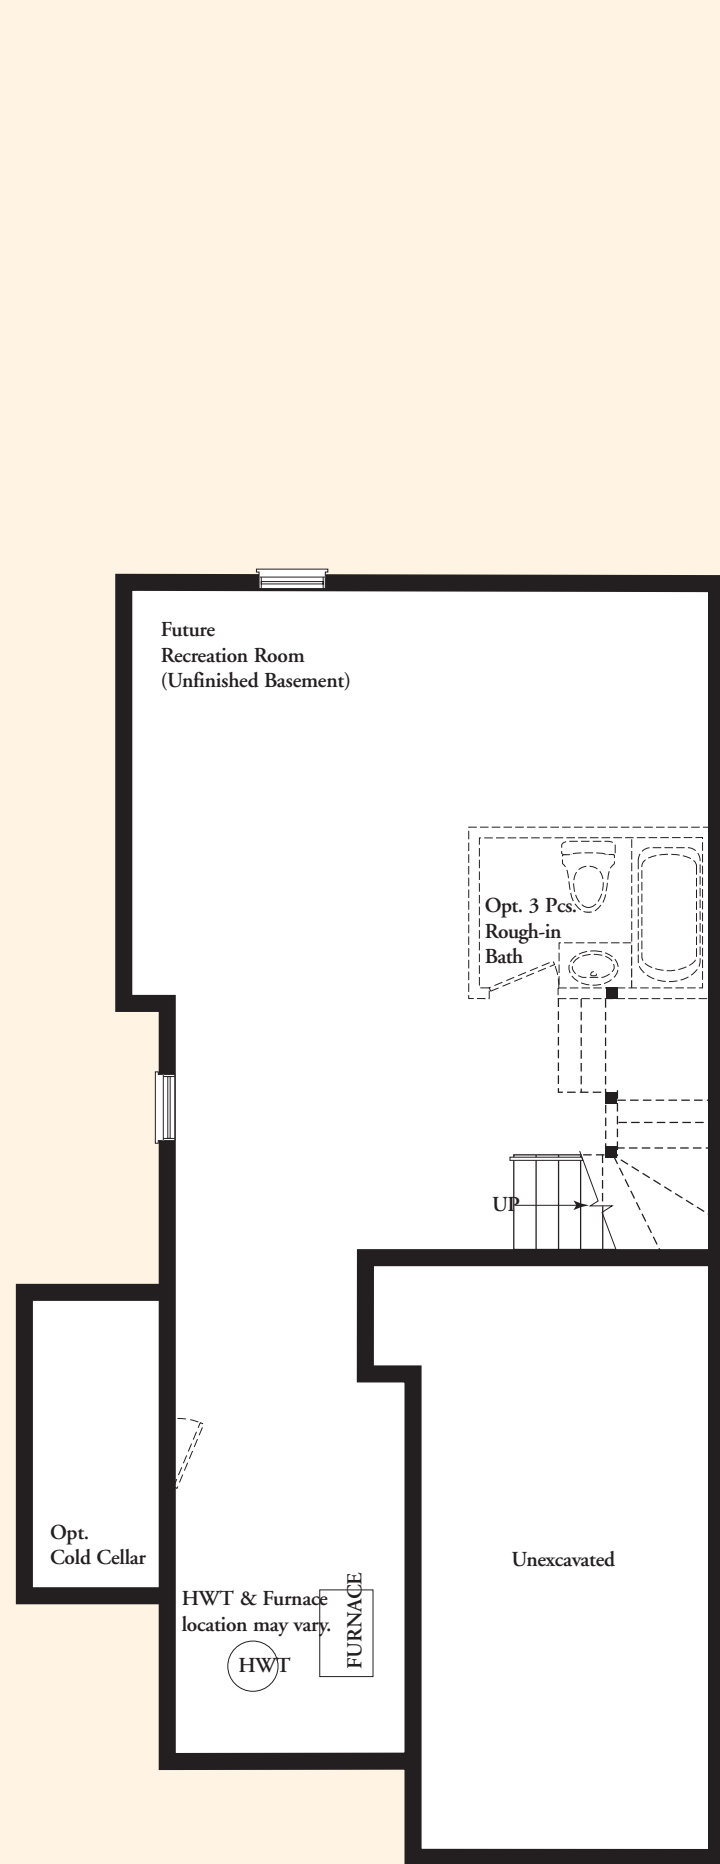 Future
Recreation Room
(Unfinished Basement)
Opt. 3 Pcs.
Rough-in
Bath
UP
Opt.
Cold Cellar
Unexcavated
HWT & Furnace
location may vary.
FURNACE
HWT